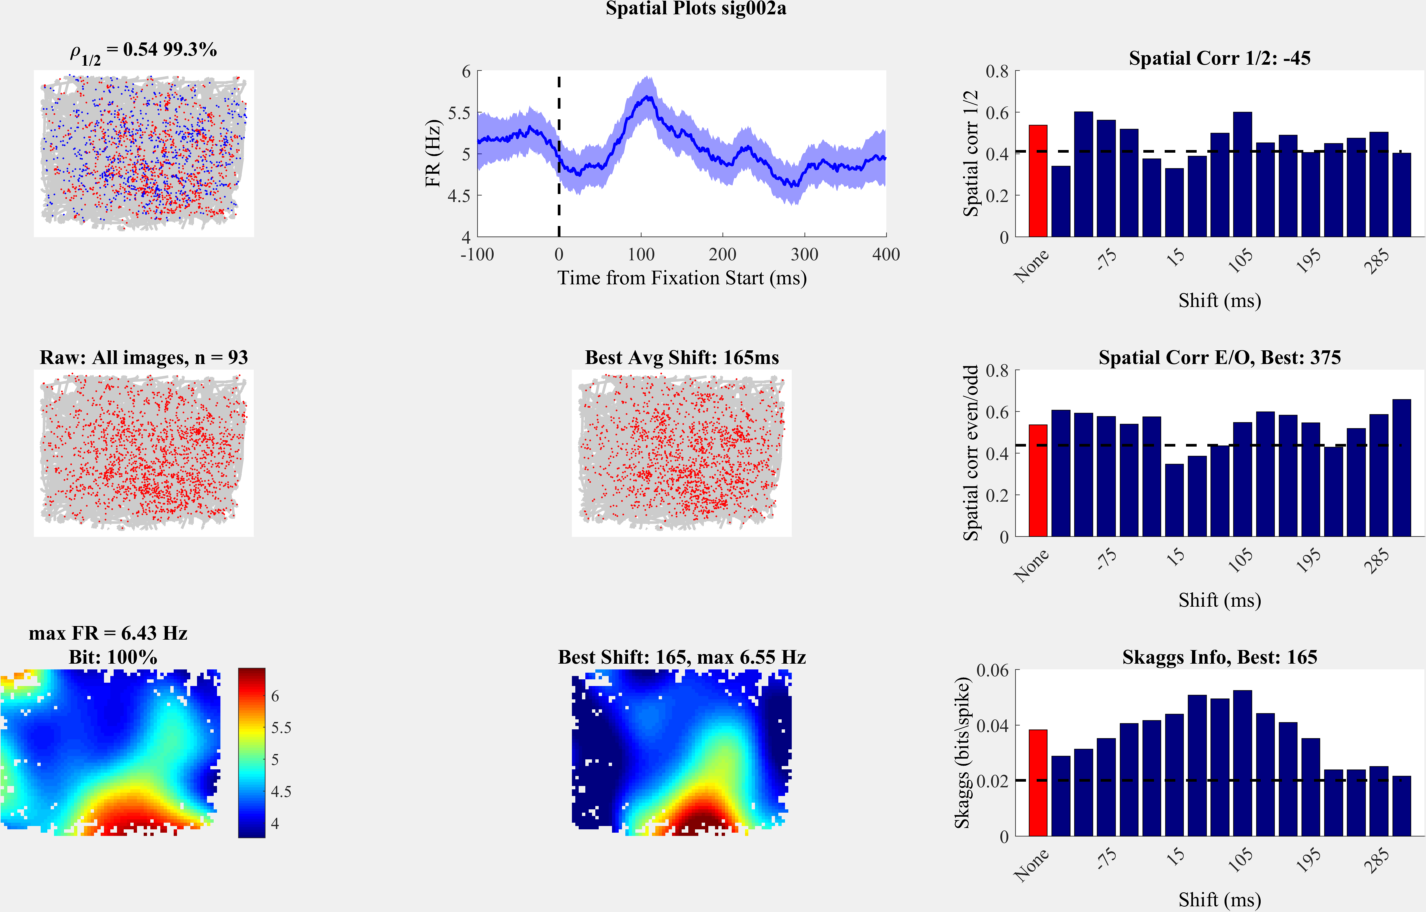 Spatial Plots sig002a
ρ1/2 = 0.54 99.3%
6
5.5
5
4.5
4
FR (Hz)
-100 0 100 200 300 400
Time from Fixation Start (ms)
Spatial Corr 1/2: -45
0.8
0.6
0.4
0.2
0
Spatial corr 1/2
None -75 15 105 195 285
Shift (ms)
Raw: All images, n = 93
Best Avg Shift: 165ms
Spatial Corr E/O, Best: 375
0.8
0.6
0.4
0.2
0
Spatial corr even/odd
None -75 15 105 195 285
Shift (ms)
max FR = 6.43 Hz
Bit: 100%
6
5.5
5
4.5
4
Best Shift: 165, max 6.55 Hz
Skaggs Info, Best: 165
0.06
0.04
0.02
0
Skaggs (bits\spike)
None -75 15 105 195 285
Shift (ms)